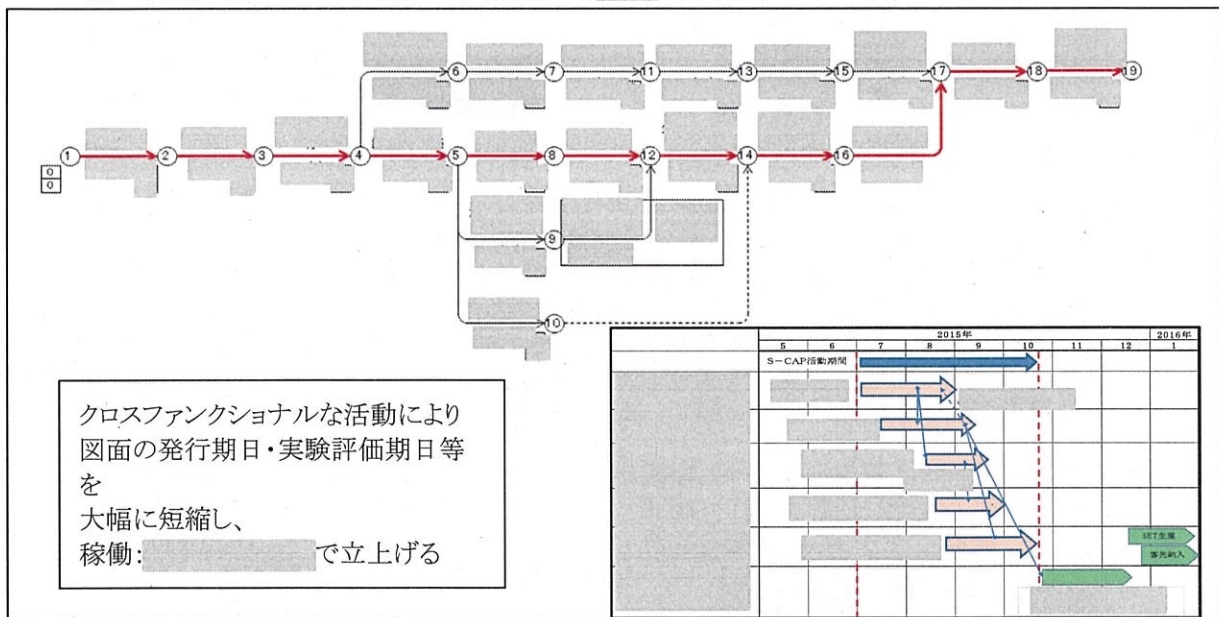 6 7 11 13 15 17 18 19
1 2 3 4 5 8 12 14 16
0
0
9
10
2015年 2016年
5 6 7 8 9 10 11 12 1
S-CAP活動期間
SET生産
客先納入
クロスファンクショナルな活動により
図面の発行期日・実験評価期日等
を
大幅に短縮し、
稼働: で立上げる